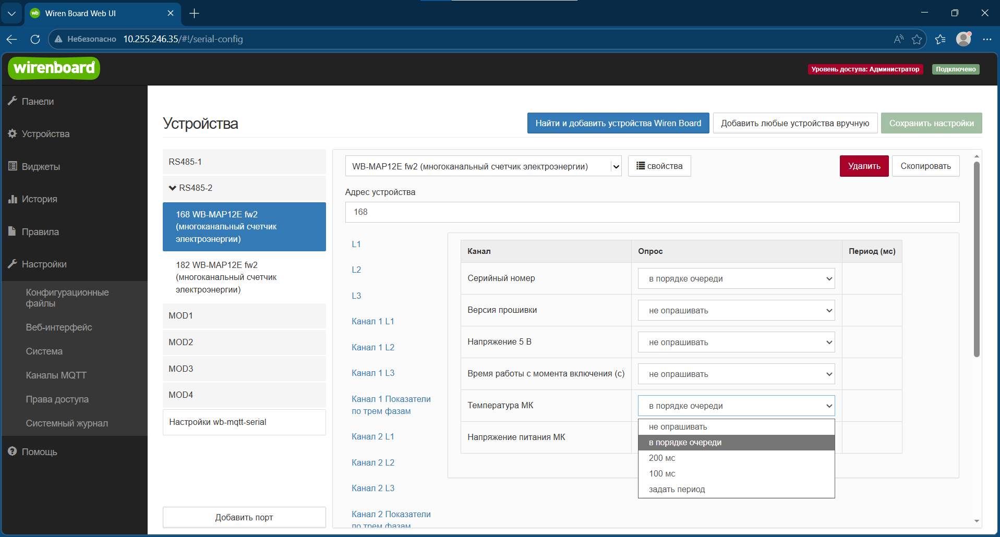 Wiren Board Web UI
Небезопасно 10.255.246.35/#!/serial-config
wirenboard
Уровень доступа: Администратор
Подключено
Панели
Устройства
Виджеты
История
Правила
Настройки
Конфигурационные
файлы
Веб-интерфейс
Система
Каналы MQTT
Права доступа
Системный журнал
Помощь
Устройства
Найти и добавить устройства Wiren Board
Добавить любые устройства вручную
Сохранить настройки
RS485-1
RS485-2
168 WB-MAP12E fw2
(многоканальный счетчик
электроэнергии)
182 WB-MAP12E fw2
(многоканальный счетчик
электроэнергии)
MOD1
MOD2
MOD3
MOD4
Настройки wb-mqtt-serial
Добавить порт
WB-MAP12E fw2 (многоканальный счетчик электроэнергии)
свойства
Удалить
Скопировать
Адрес устройства
168
L1
L2
L3
Канал 1 L1
Канал 1 L2
Канал 1 L3
Канал 1 Показатели
по трем фазам
Канал 2 L1
Канал 2 L2
Канал 2 L3
Канал 2 Показатели
по трем фазам
Канал Опрос Период (мс)
Серийный номер в порядке очереди
Версия прошивки не опрашивать
Напряжение 5 В не опрашивать
Время работы с момента включения (с) не опрашивать
Температура МК в порядке очереди
Напряжение питания МК
не опрашивать
в порядке очереди
200 мс
100 мс
задать период